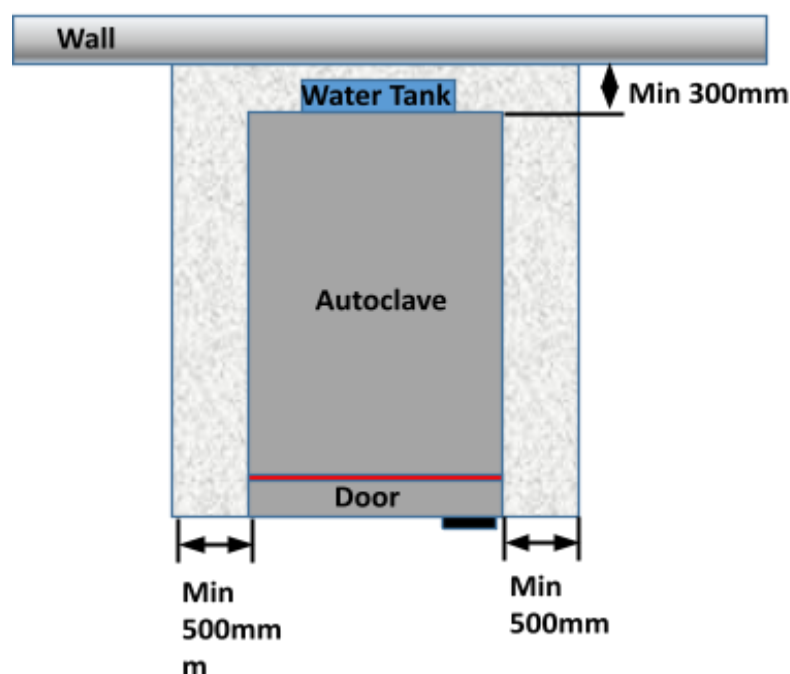 Wall
Water Tank
Min 300mm
Autoclave
Door
Min
500mm
m
Min
500mm